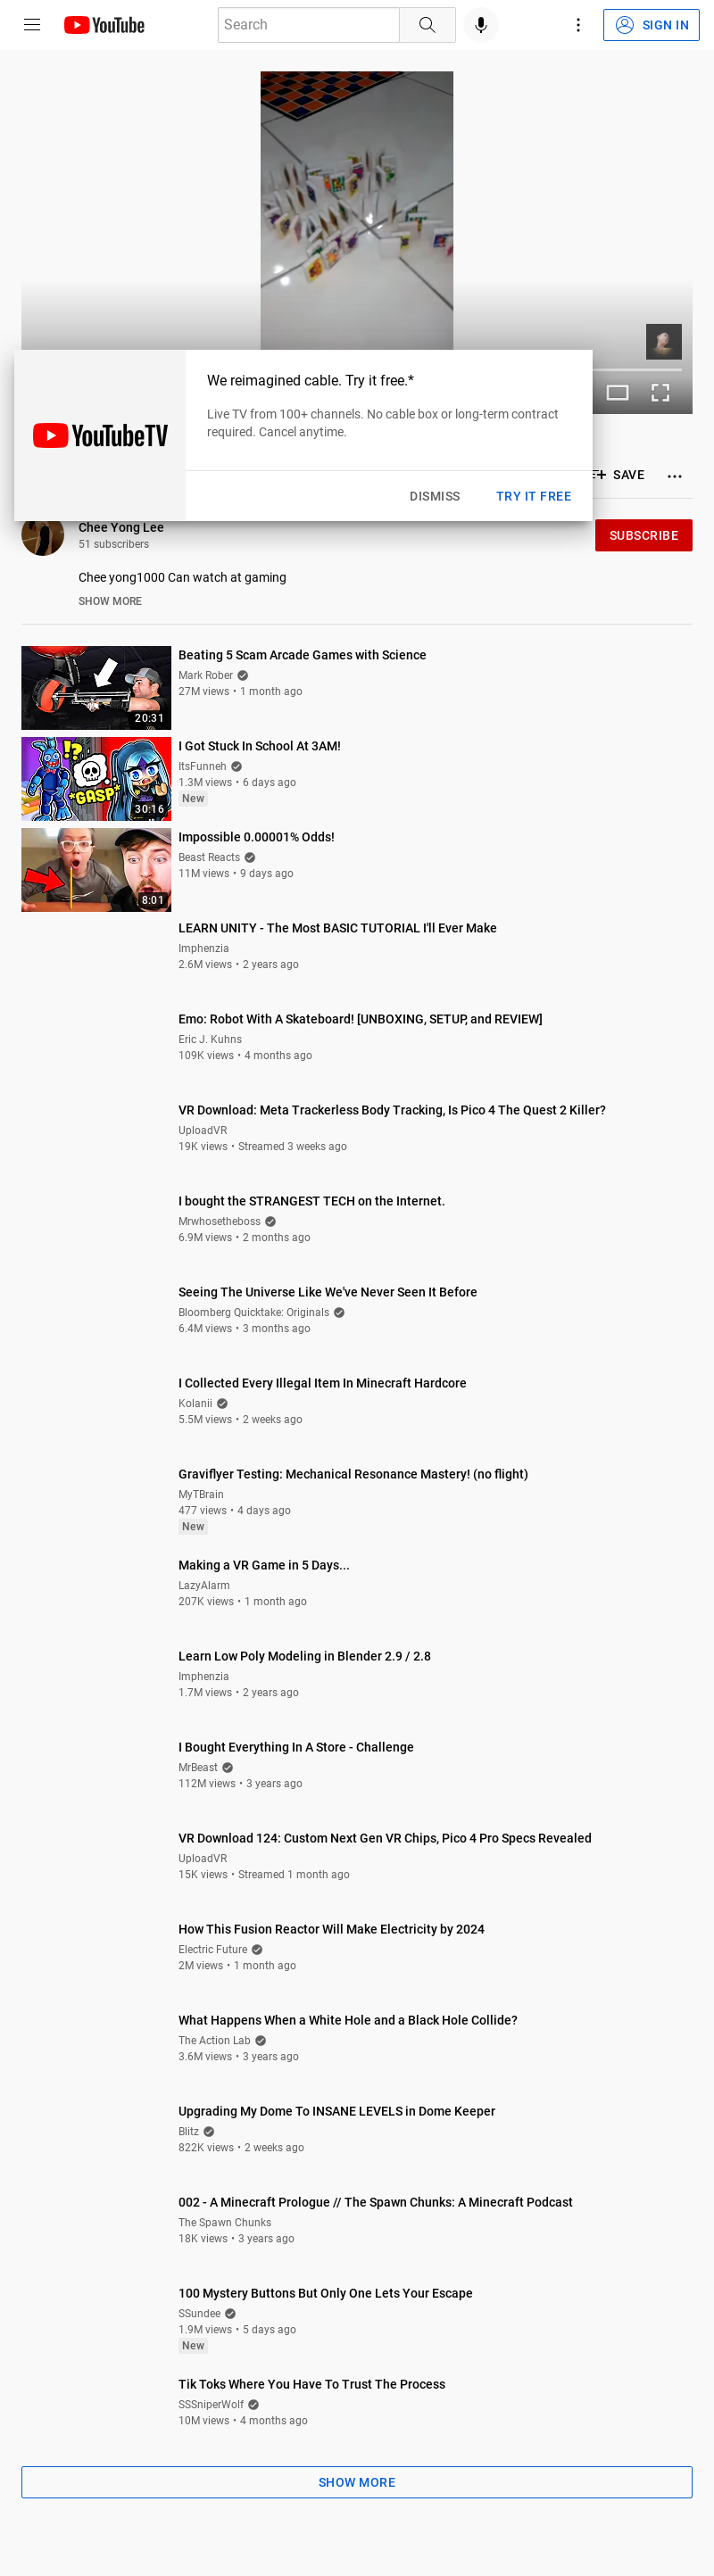 YouTube
Search
SIGN IN
We reimagined cable. Try it free.*
Live TV from 100+ channels. No cable box or long-term contract
required. Cancel anytime.
YouTubeTV
DISMISS
TRY IT FREE
SAVE
Chee Yong Lee
51 subscribers
SUBSCRIBE
Chee yong1000 Can watch at gaming
SHOW MORE
20:31
Beating 5 Scam Arcade Games with Science
Mark Rober
27M views • 1 month ago
!?
*GASP*
30:16
I Got Stuck In School At 3AM!
ItsFunneh
1.3M views • 6 days ago
New
8:01
Impossible 0.00001% Odds!
Beast Reacts
11M views • 9 days ago
LEARN UNITY - The Most BASIC TUTORIAL I'll Ever Make
Imphenzia
2.6M views • 2 years ago
Emo: Robot With A Skateboard! [UNBOXING, SETUP, and REVIEW]
Eric J. Kuhns
109K views • 4 months ago
VR Download: Meta Trackerless Body Tracking, Is Pico 4 The Quest 2 Killer?
UploadVR
19K views • Streamed 3 weeks ago
I bought the STRANGEST TECH on the Internet.
Mrwhosetheboss
6.9M views • 2 months ago
Seeing The Universe Like We've Never Seen It Before
Bloomberg Quicktake: Originals
6.4M views • 3 months ago
I Collected Every Illegal Item In Minecraft Hardcore
Kolanii
5.5M views • 2 weeks ago
Graviflyer Testing: Mechanical Resonance Mastery! (no flight)
MyTBrain
477 views • 4 days ago
New
Making a VR Game in 5 Days...
LazyAlarm
207K views • 1 month ago
Learn Low Poly Modeling in Blender 2.9 / 2.8
Imphenzia
1.7M views • 2 years ago
I Bought Everything In A Store - Challenge
MrBeast
112M views • 3 years ago
VR Download 124: Custom Next Gen VR Chips, Pico 4 Pro Specs Revealed
UploadVR
15K views • Streamed 1 month ago
How This Fusion Reactor Will Make Electricity by 2024
Electric Future
2M views • 1 month ago
What Happens When a White Hole and a Black Hole Collide?
The Action Lab
3.6M views • 3 years ago
Upgrading My Dome To INSANE LEVELS in Dome Keeper
Blitz
822K views • 2 weeks ago
002 - A Minecraft Prologue // The Spawn Chunks: A Minecraft Podcast
The Spawn Chunks
18K views • 3 years ago
100 Mystery Buttons But Only One Lets Your Escape
SSundee
1.9M views • 5 days ago
New
Tik Toks Where You Have To Trust The Process
SSSniperWolf
10M views • 4 months ago
SHOW MORE